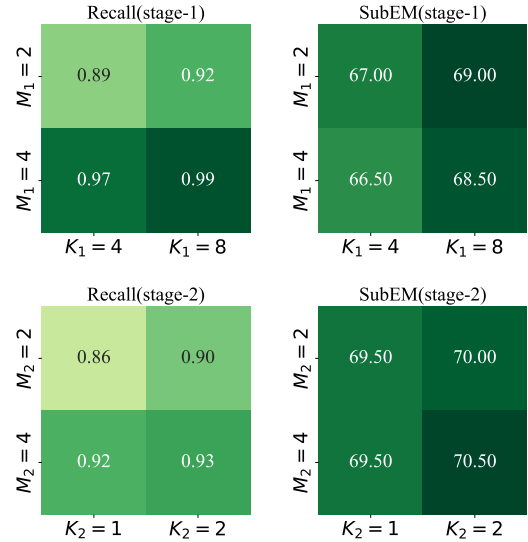 Recall(stage-1)
SubEM(stage-1)
M₁ = 2
0.89
0.92
M₁ = 2
67.00
69.00
M₁ = 4
0.97
0.99
M₁ = 4
66.50
68.50
K₁ = 4
K₁ = 8
K₁ = 4
K₁ = 8
Recall(stage-2)
SubEM(stage-2)
M₂ = 2
0.86
0.90
M₂ = 2
69.50
70.00
M₂ = 4
0.92
0.93
M₂ = 4
69.50
70.50
K₂ = 1
K₂ = 2
K₂ = 1
K₂ = 2